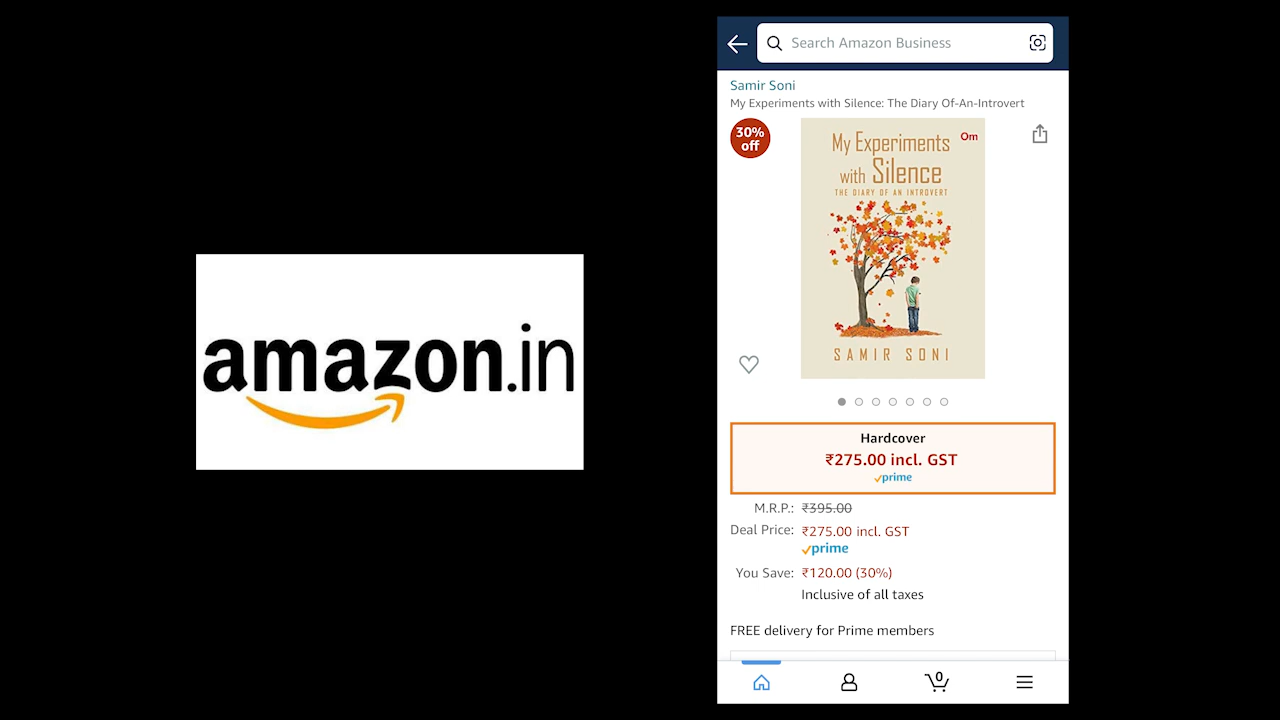 amazon.in
Search Amazon Business
Samir Soni
My Experiments with Silence: The Diary Of-An-Introvert
30%
off
My Experiments
Om
with Silence
THE DIARY OF AN INTROVERT
SAMIR SONI
Hardcover
₹275.00 incl. GST
prime
M.R.P.: ₹395.00
Deal Price: ₹275.00 incl. GST
prime
You Save: ₹120.00 (30%)
Inclusive of all taxes
FREE delivery for Prime members
0